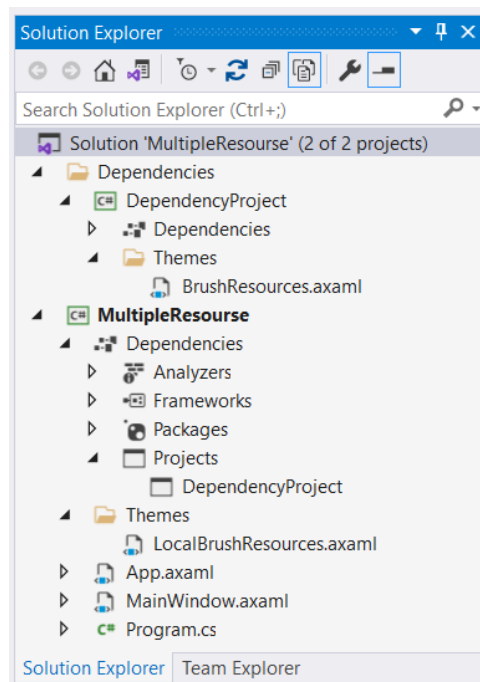 Solution Explorer
Search Solution Explorer (Ctrl+;)
Solution 'MultipleResourse' (2 of 2 projects)
Dependencies
C# DependencyProject
Dependencies
Themes
BrushResources.axaml
C# MultipleResourse
Dependencies
Analyzers
Frameworks
Packages
Projects
DependencyProject
Themes
LocalBrushResources.axaml
App.axaml
MainWindow.axaml
C# Program.cs
Solution Explorer Team Explorer